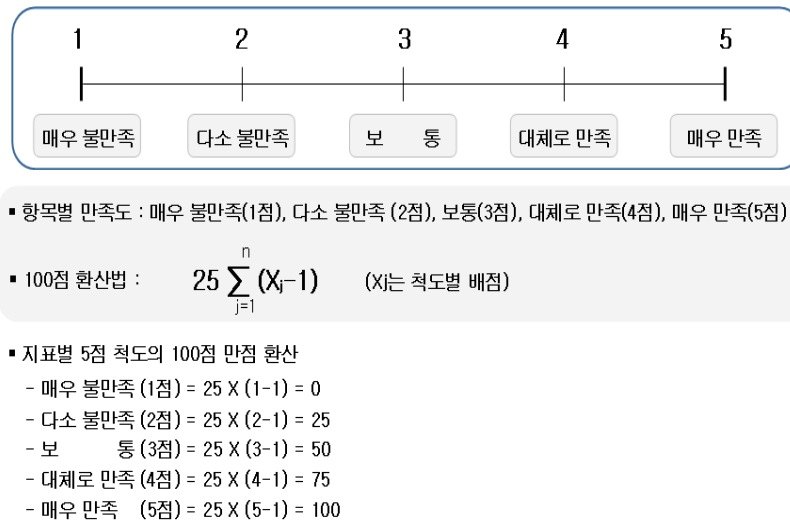 1 2 3 4 5
매우 불만족 다소 불만족 보 통 대체로 만족 매우 만족
▪ 항목별 만족도 : 매우 불만족(1점), 다소 불만족 (2점), 보통(3점), 대체로 만족(4점), 매우 만족(5점)
▪ 100점 환산법 : 25 n∑j=1 (Xj-1) (Xj는 척도별 배점)
▪ 지표별 5점 척도의 100점 만점 환산
- 매우 불만족 (1점) = 25 X (1-1) = 0
- 다소 불만족 (2점) = 25 X (2-1) = 25
- 보 통 (3점) = 25 X (3-1) = 50
- 대체로 만족 (4점) = 25 X (4-1) = 75
- 매우 만족 (5점) = 25 X (5-1) = 100